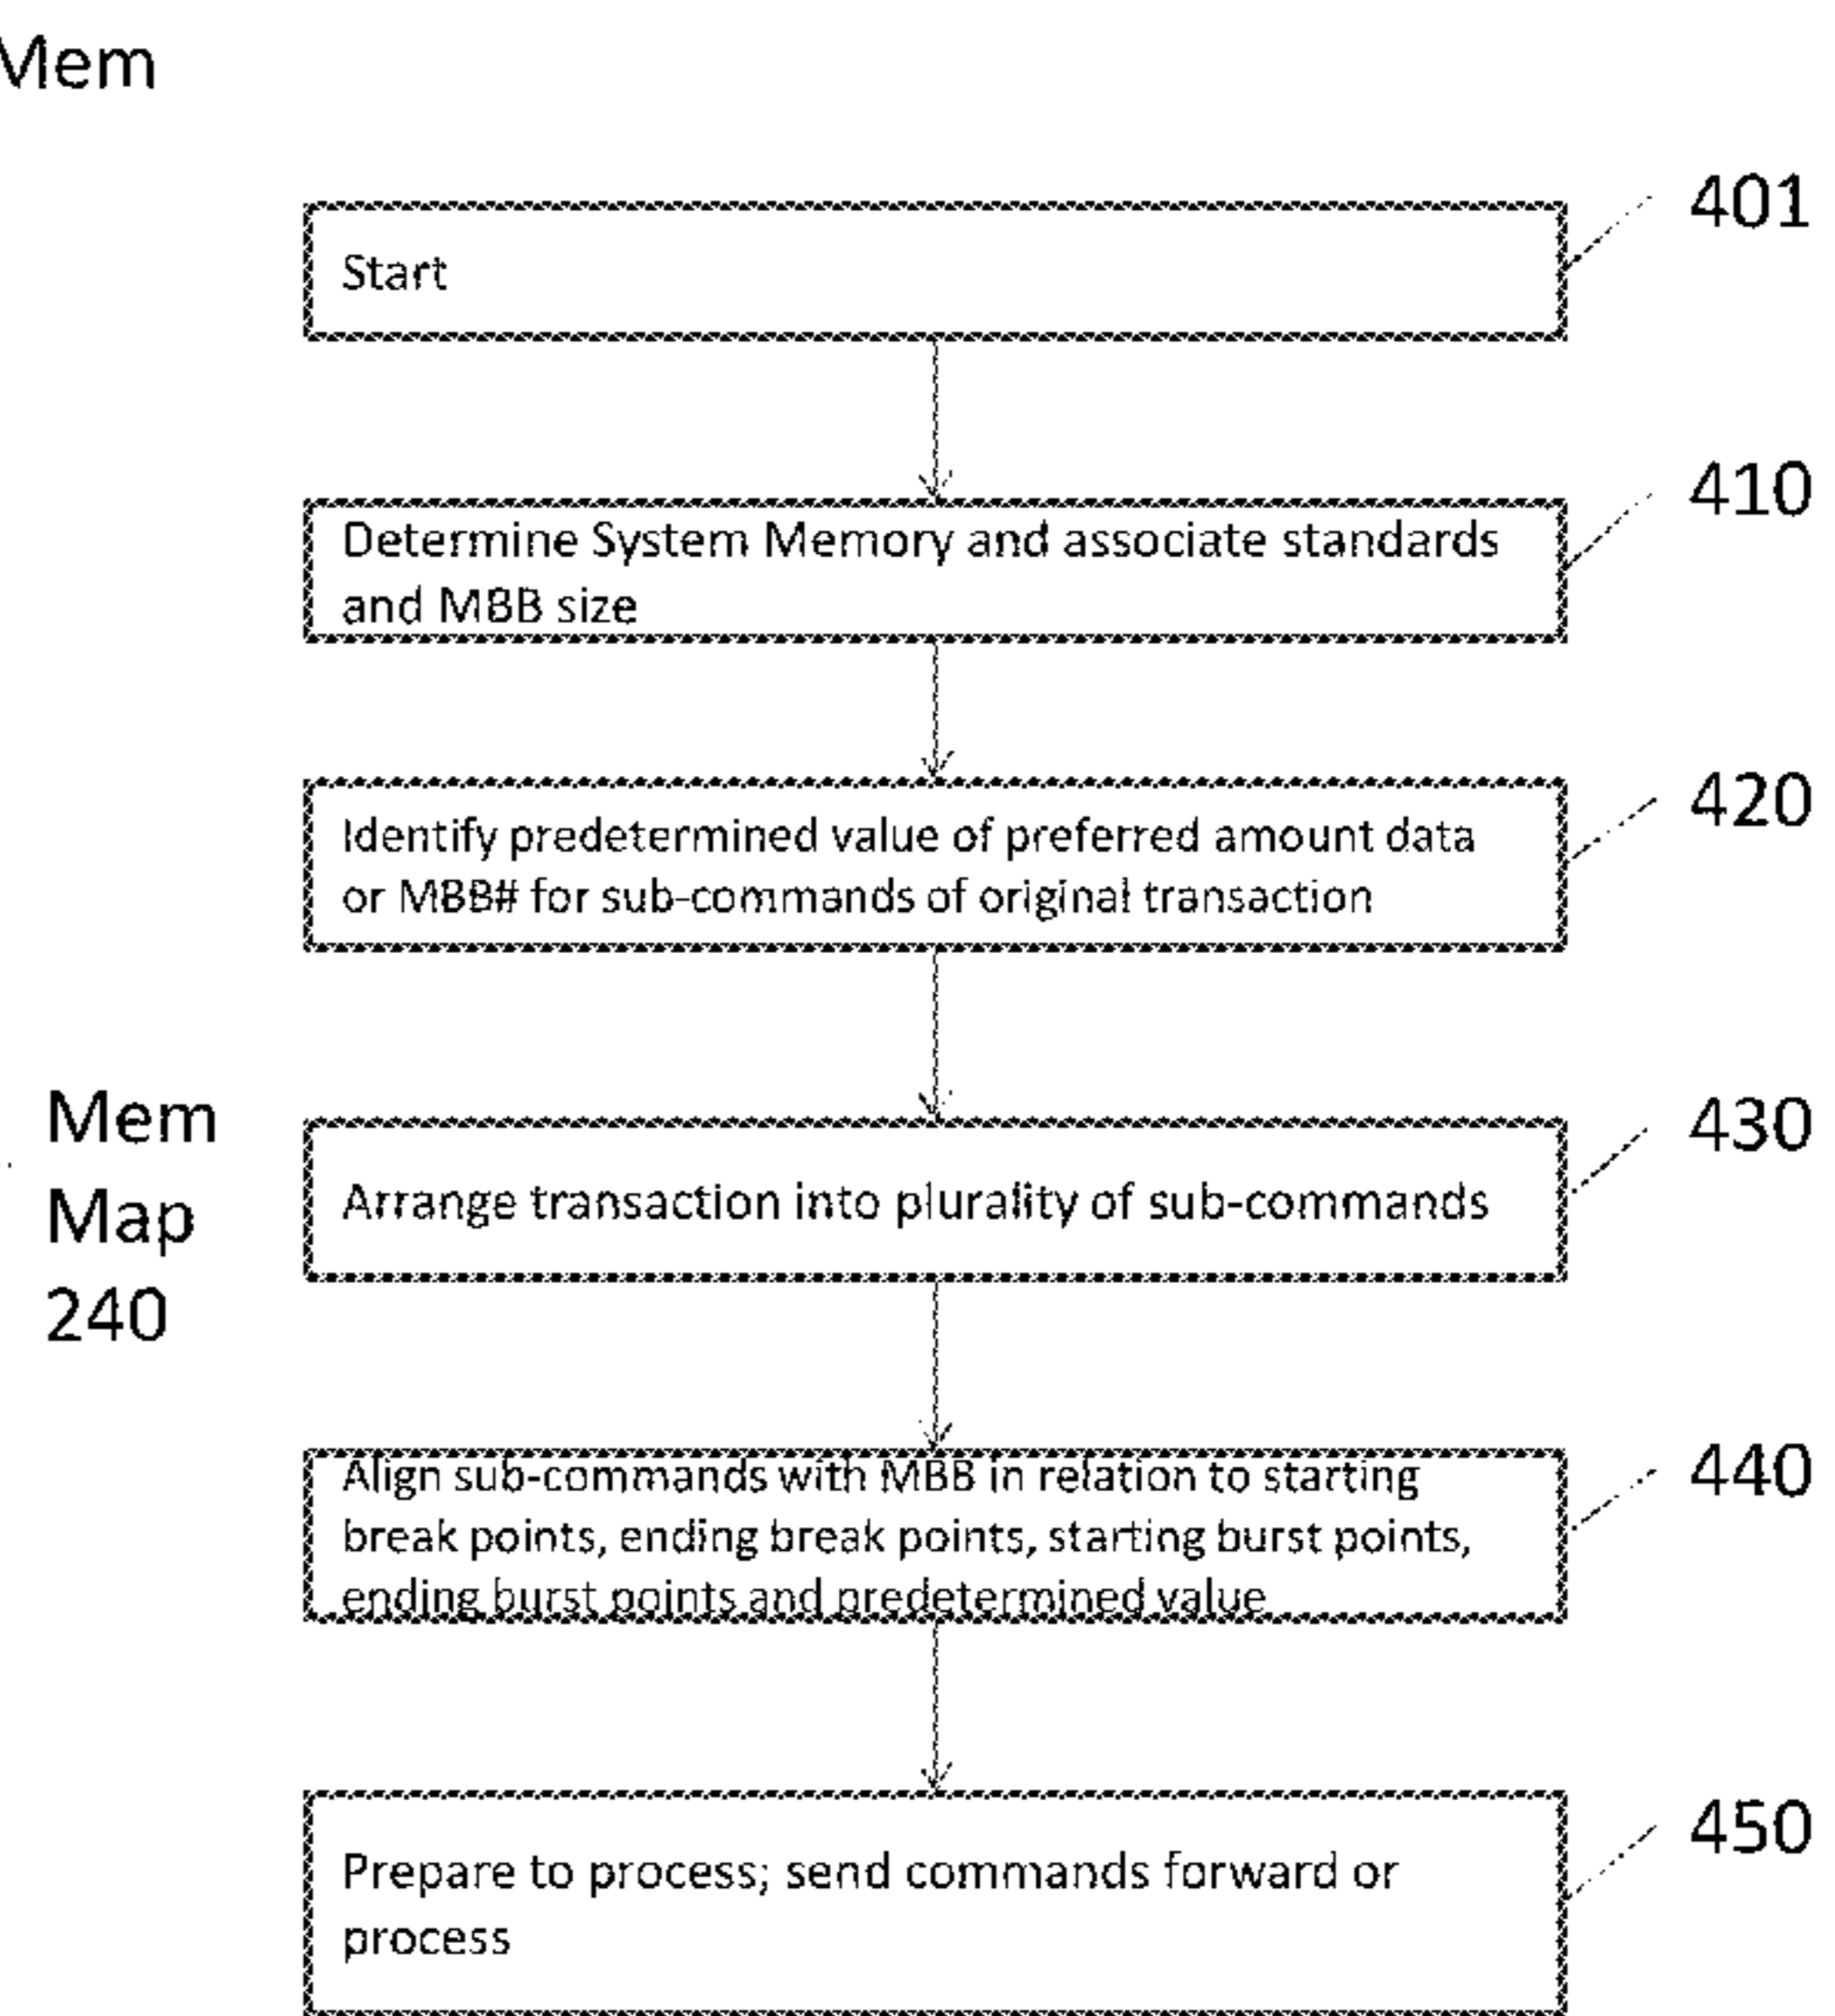 Mem
401
Start
410
Determine System Memory and associate standards
and MBB size
420
Identify predetermined value of preferred amount data
or MBB# for sub-commands of original transaction
Mem
Map
240
430
Arrange transaction into plurality of sub-commands
440
Align sub-commands with MBB in relation to starting
break points, ending break points, starting burst points,
ending burst points and predetermined value
450
Prepare to process; send commands forward or
process